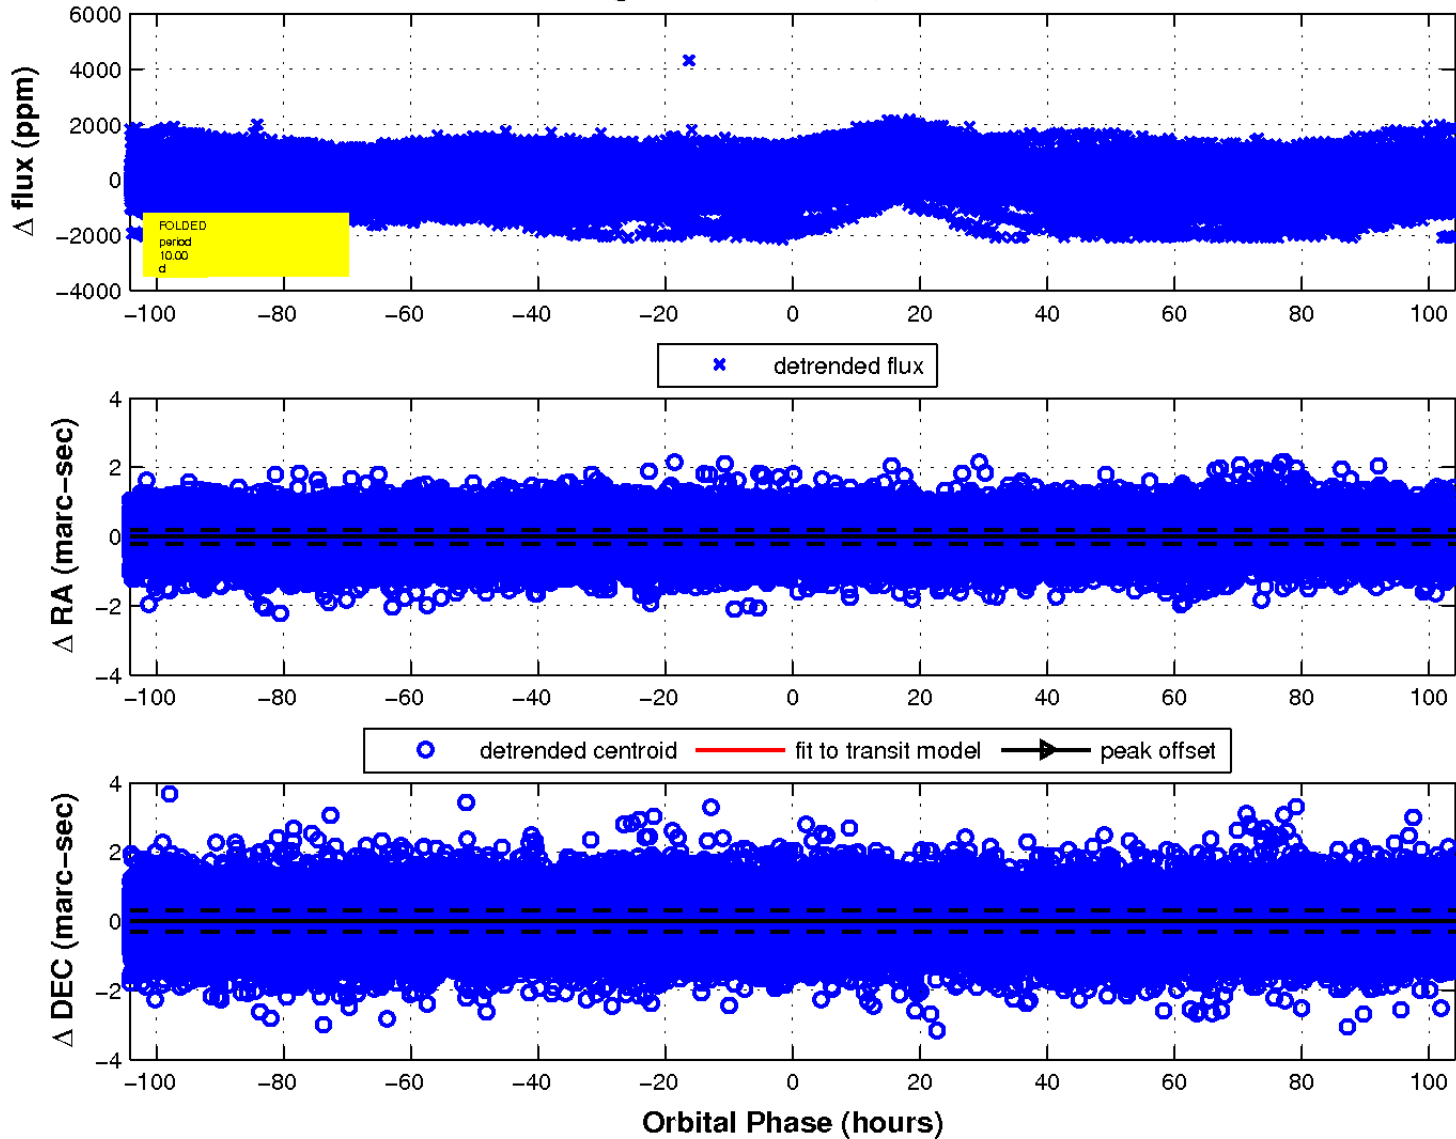 6000
4000
2000
0
−2000
−4000
Δ flux (ppm)
FOLDED
period
10.00
d
−100 −80 −60 −40 −20 0 20 40 60 80 100
detrended flux
4
2
0
−2
−4
Δ RA (marc−sec)
−100 −80 −60 −40 −20 0 20 40 60 80 100
detrended centroid fit to transit model peak offset
4
2
0
−2
−4
Δ DEC (marc−sec)
−100 −80 −60 −40 −20 0 20 40 60 80 100
Orbital Phase (hours)